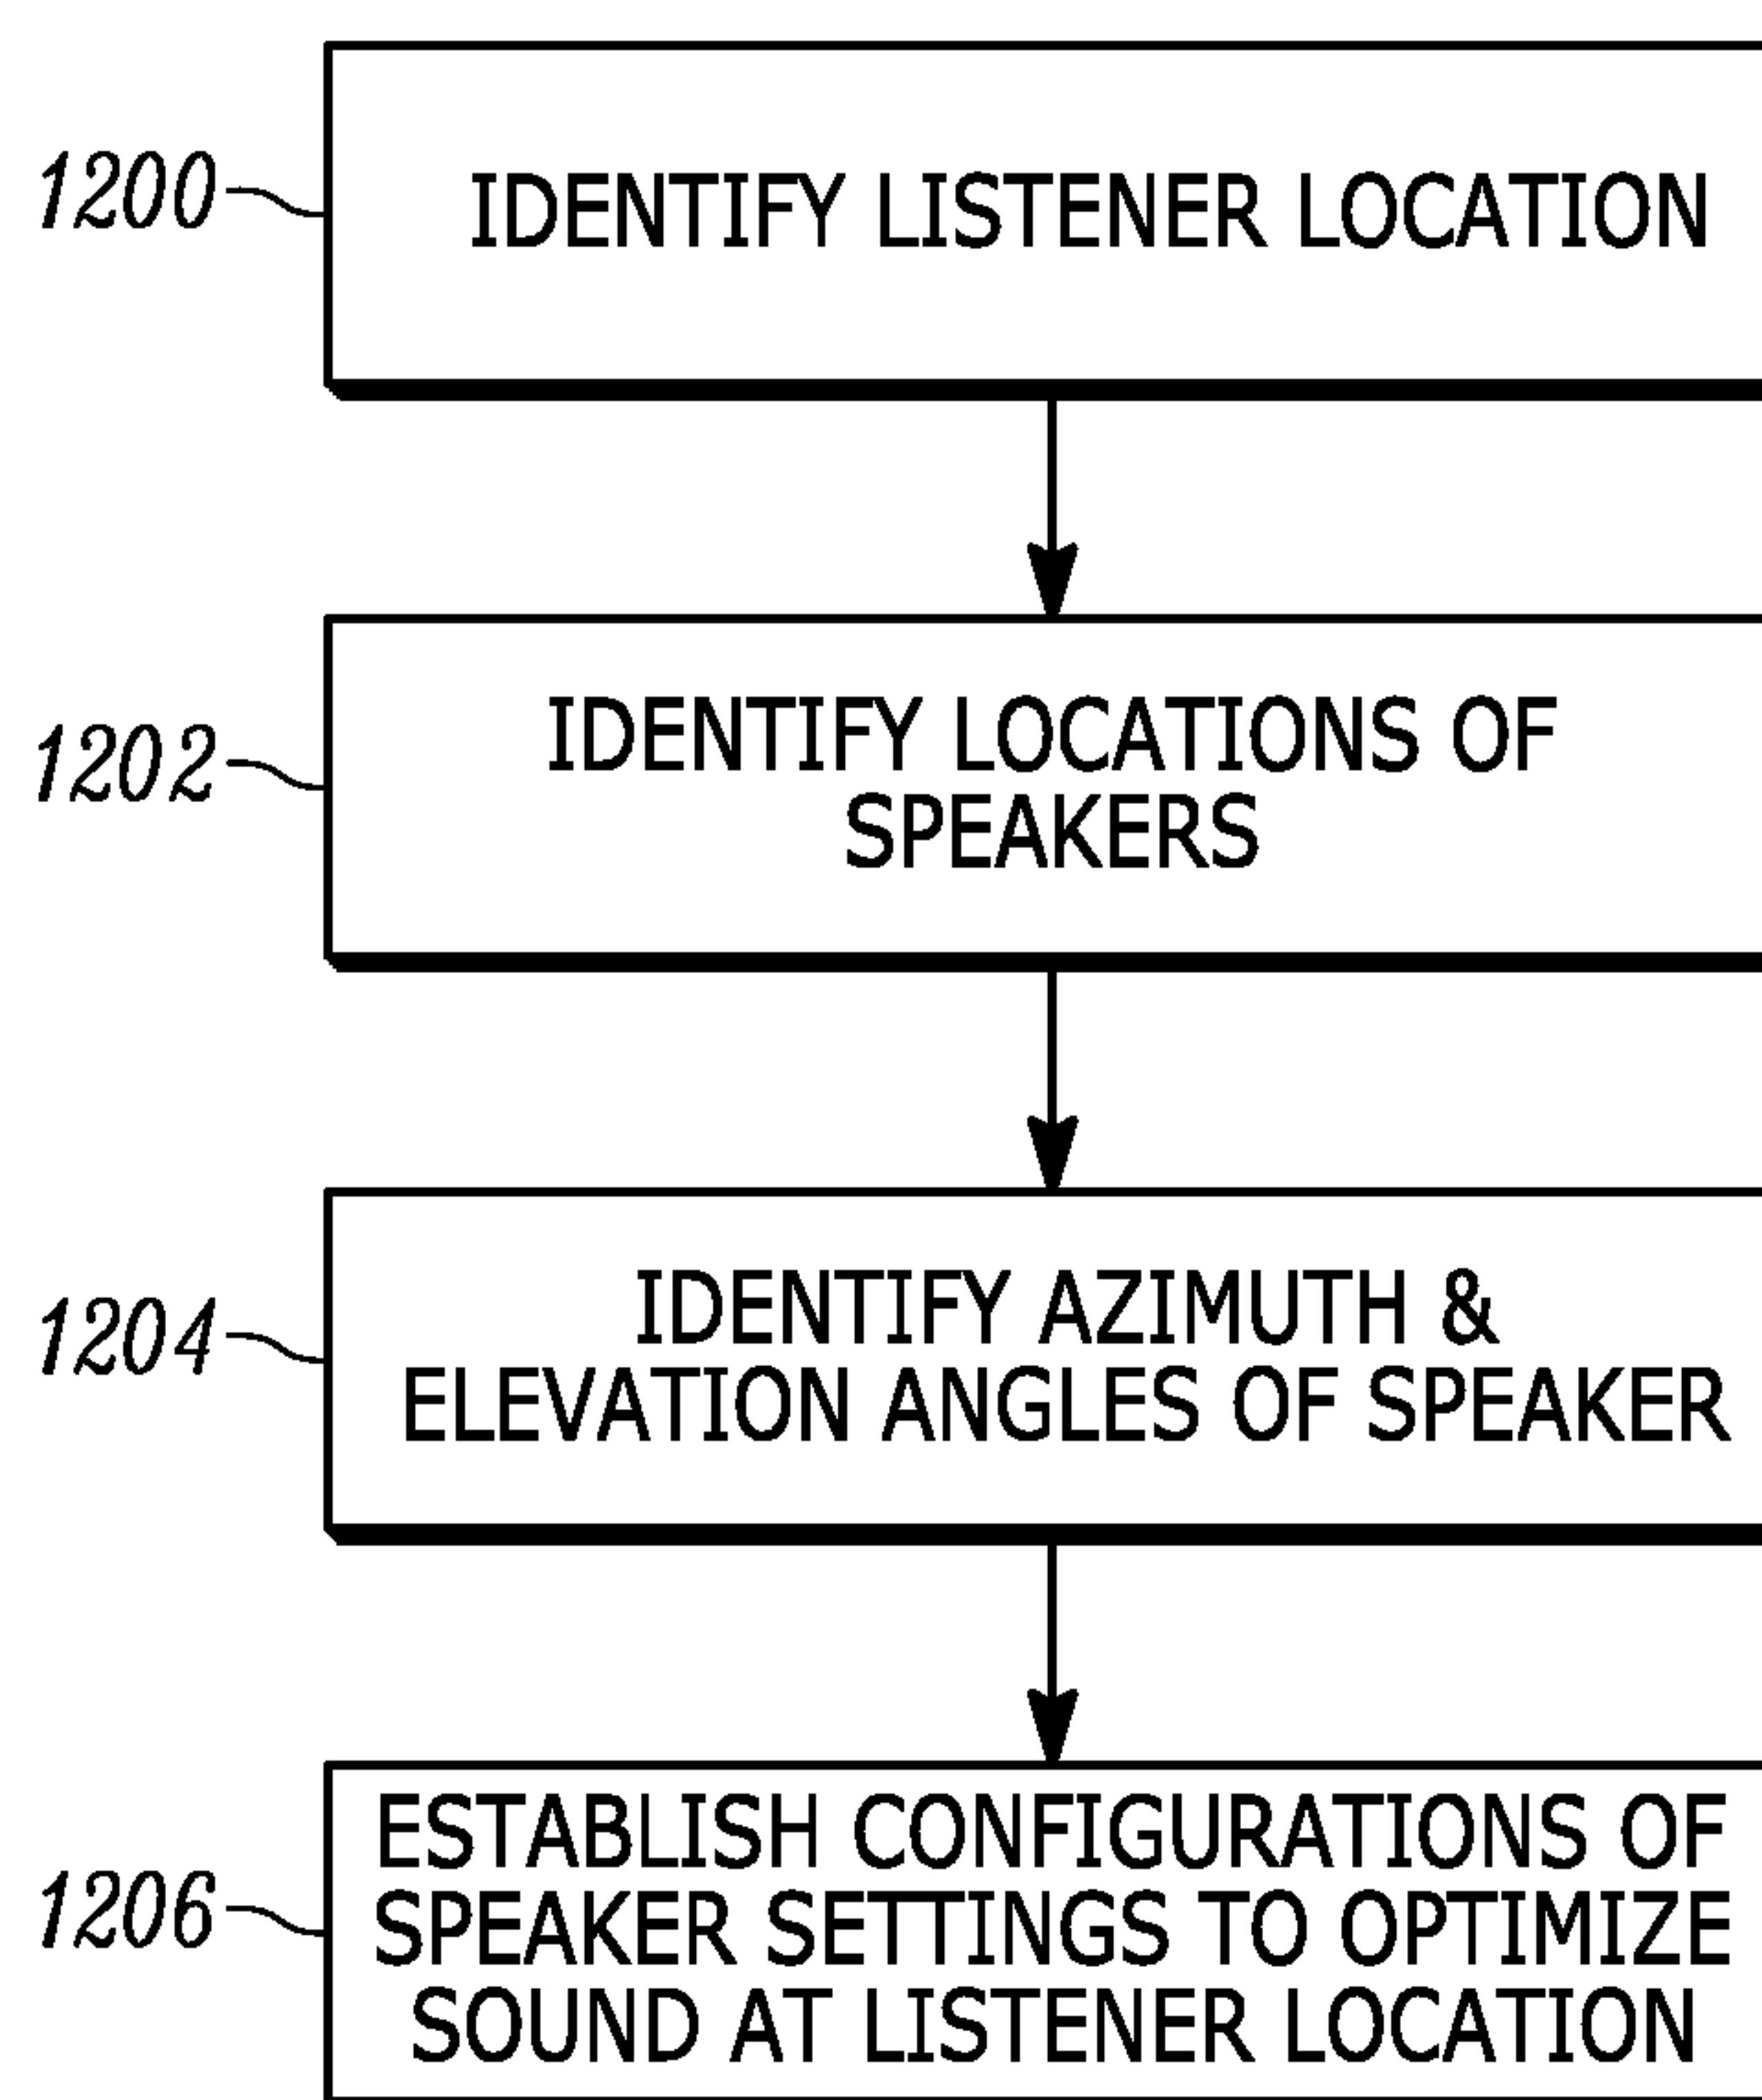 1200
IDENTIFY LISTENER LOCATION
1202
IDENTIFY LOCATIONS OF
SPEAKERS
1204
IDENTIFY AZIMUTH &
ELEVATION ANGLES OF SPEAKER
1206
ESTABLISH CONFIGURATIONS OF
SPEAKER SETTINGS TO OPTIMIZE
SOUND AT LISTENER LOCATION